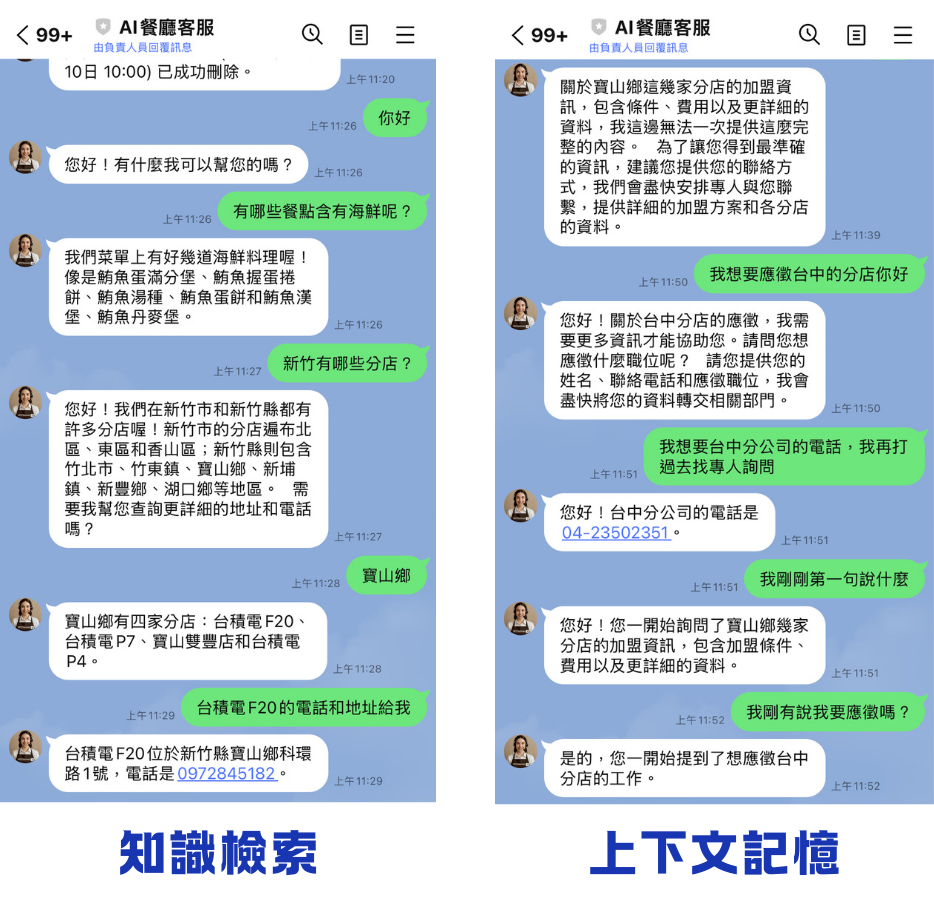 99+
AI餐廳客服
由負責人員回覆訊息
10日 10:00) 已成功刪除。
上午11:20
你好
上午11:26
您好！有什麼我可以幫您的嗎？
上午11:26
有哪些餐點含有海鮮呢？
上午11:26
我們菜單上有好幾道海鮮料理喔！
像是鮪魚蛋滿分堡、鮪魚握蛋捲
餅、鮪魚湯種、鮪魚蛋餅和鮪魚漢
堡、鮪魚丹麥堡。
上午11:26
新竹有哪些分店？
上午11:27
您好！我們在新竹市和新竹縣都有
許多分店喔！新竹市的分店遍布北
區、東區和香山區；新竹縣則包含
竹北市、竹東鎮、寶山鄉、新埔
鎮、新豐鄉、湖口鄉等地區。 需
要我幫您查詢更詳細的地址和電話
嗎？
上午11:27
寶山鄉
上午11:28
寶山鄉有四家分店：台積電F20、
台積電P7、寶山雙豐店和台積電
P4。
上午11:28
台積電F20的電話和地址給我
上午11:29
台積電F20位於新竹縣寶山鄉科環
路1號，電話是0972845182。
上午11:29
知識檢索
99+
AI餐廳客服
由負責人員回覆訊息
關於寶山鄉這幾家分店的加盟資
訊，包含條件、費用以及更詳細的
資料，我這邊無法一次提供這麼完
整的內容。 為了讓您得到最準確
的資訊，建議您提供您的聯絡方
式，我們會盡快安排專人與您聯
繫，提供詳細的加盟方案和各分店
的資料。
上午11:39
我想要應徵台中的分店你好
上午11:50
您好！關於台中分店的應徵，我需
要更多資訊才能協助您。請問您想
應徵什麼職位呢？ 請您提供您的
姓名、聯絡電話和應徵職位，我會
盡快將您的資料轉交相關部門。
上午11:50
我想要台中分公司的電話，我再打
過去找專人詢問
上午11:51
您好！台中分公司的電話是
04-23502351。
上午11:51
我剛剛第一句說什麼
上午11:51
您好！您一開始詢問了寶山鄉幾家
分店的加盟資訊，包含加盟條件、
費用以及更詳細的資料。
上午11:51
我剛有說我要應徵嗎？
上午11:52
是的，您一開始提到了想應徵台中
分店的工作。
上午11:52
上下文記憶